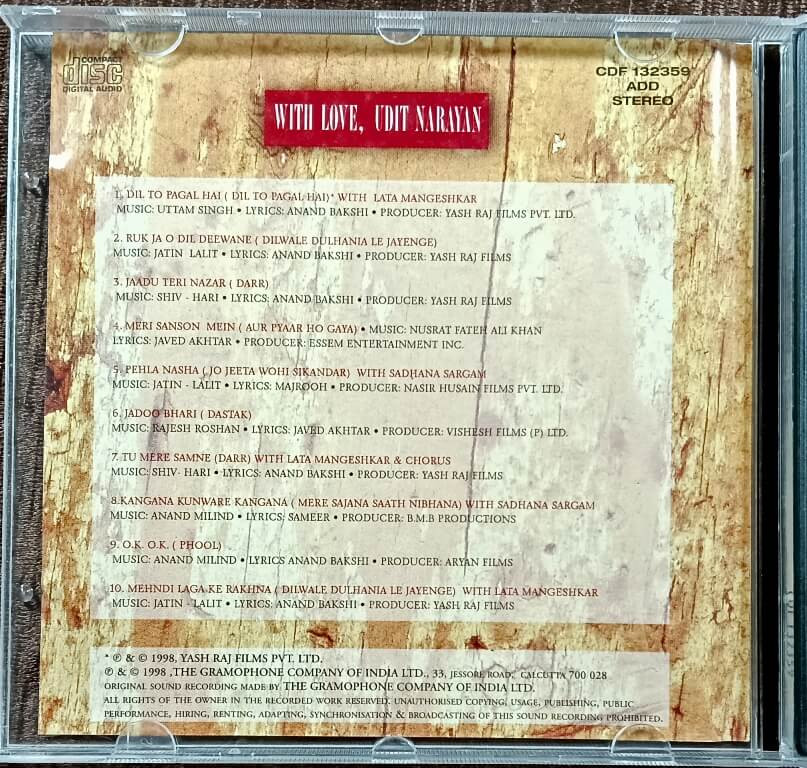 COMPACT
disc
DIGITAL AUDIO
CDF 132359
ADD
STEREO
WITH LOVE, UDIT NARAYAN
1. DIL TO PAGAL HAI ( DIL TO PAGAL HAI)* WITH LATA MANGESHKAR
MUSIC: UTTAM SINGH • LYRICS: ANAND BAKSHI • PRODUCER: YASH RAJ FILMS PVT. LTD.
2. RUK JA O DIL DEEWANE ( DILWALE DULHANIA LE JAYENGE)
MUSIC: JATIN LALIT • LYRICS: ANAND BAKSHI • PRODUCER: YASH RAJ FILMS
3. JAADU TERI NAZAR ( DARR)
MUSIC: SHIV - HARI • LYRICS: ANAND BAKSHI • PRODUCER: YASH RAJ FILMS
4. MERI SANSON MEIN ( AUR PYAAR HO GAYA) • MUSIC: NUSRAT FATEH ALI KHAN
LYRICS: JAVED AKHTAR • PRODUCER: ESSEM ENTERTAINMENT INC.
5. PEHLA NASHA ( JO JEETA WOHI SIKANDAR) WITH SADHANA SARGAM
MUSIC: JATIN - LALIT • LYRICS: MAJROOH • PRODUCER: NASIR HUSAIN FILMS PVT. LTD.
6. JADOO BHARI ( DASTAK)
MUSIC: RAJESH ROSHAN • LYRICS: JAVED AKHTAR • PRODUCER: VISHESH FILMS (P) LTD.
7. TU MERE SAMNE (DARR) WITH LATA MANGESHKAR & CHORUS
MUSIC: SHIV- HARI • LYRICS: ANAND BAKSHI • PRODUCER: YASH RAJ FILMS
8.KANGANA KUNWARE KANGANA ( MERE SAJANA SAATH NIBHANA) WITH SADHANA SARGAM
MUSIC: ANAND MILIND • LYRICS: SAMEER • PRODUCER: B.M.B PRODUCTIONS
9. O.K. O.K. ( PHOOL)
MUSIC: ANAND MILIND • LYRICS ANAND BAKSHI • PRODUCER: ARYAN FILMS
10. MEHNDI LAGA KE RAKHNA ( DILWALE DULHANIA LE JAYENGE) WITH LATA MANGESHKAR
MUSIC: JATIN - LALIT • LYRICS: ANAND BAKSHI • PRODUCER: YASH RAJ FILMS
* ℗ & © 1998, YASH RAJ FILMS PVT. LTD.
℗ & © 1998 ,THE GRAMOPHONE COMPANY OF INDIA LTD., 33, JESSORE ROAD, CALCUTTA 700 028
ORIGINAL SOUND RECORDING MADE BY THE GRAMOPHONE COMPANY OF INDIA LTD.
ALL RIGHTS OF THE OWNER IN THE RECORDED WORK RESERVED. UNAUTHORISED COPYING, USAGE, PUBLISHING, PUBLIC
PERFORMANCE, HIRING, RENTING, ADAPTING, SYNCHRONISATION & BROADCASTING OF THIS SOUND RECORDING PROHIBITED.